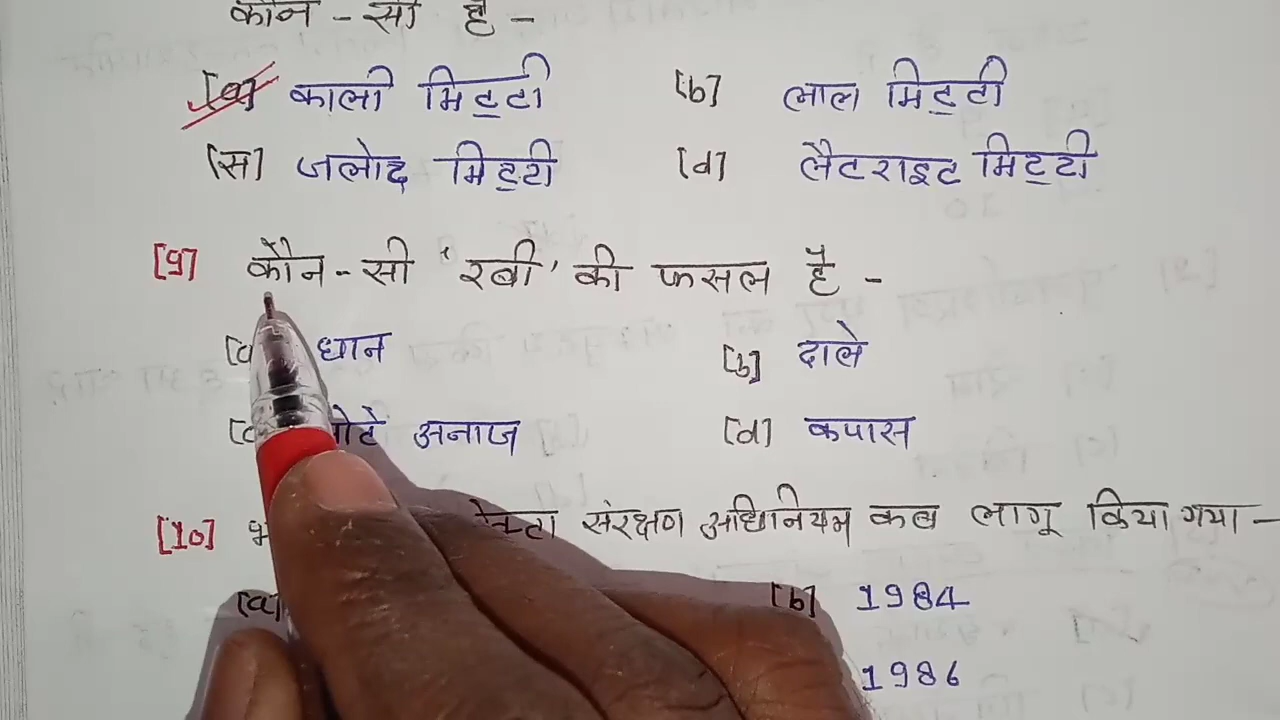 कौन - सी है -
[a] काली मिट्टी [b] लाल मिट्टी
[स] जलोढ़ मिट्टी [d] लैटराइट मिट्टी
[9] कौन - सी 'रबी' की फसल है -
धान [b] दाले
अनाज [d] कपास
[10] संरक्षण अधिनियम कब लागू किया गया -
[a] [b] 1984
1986